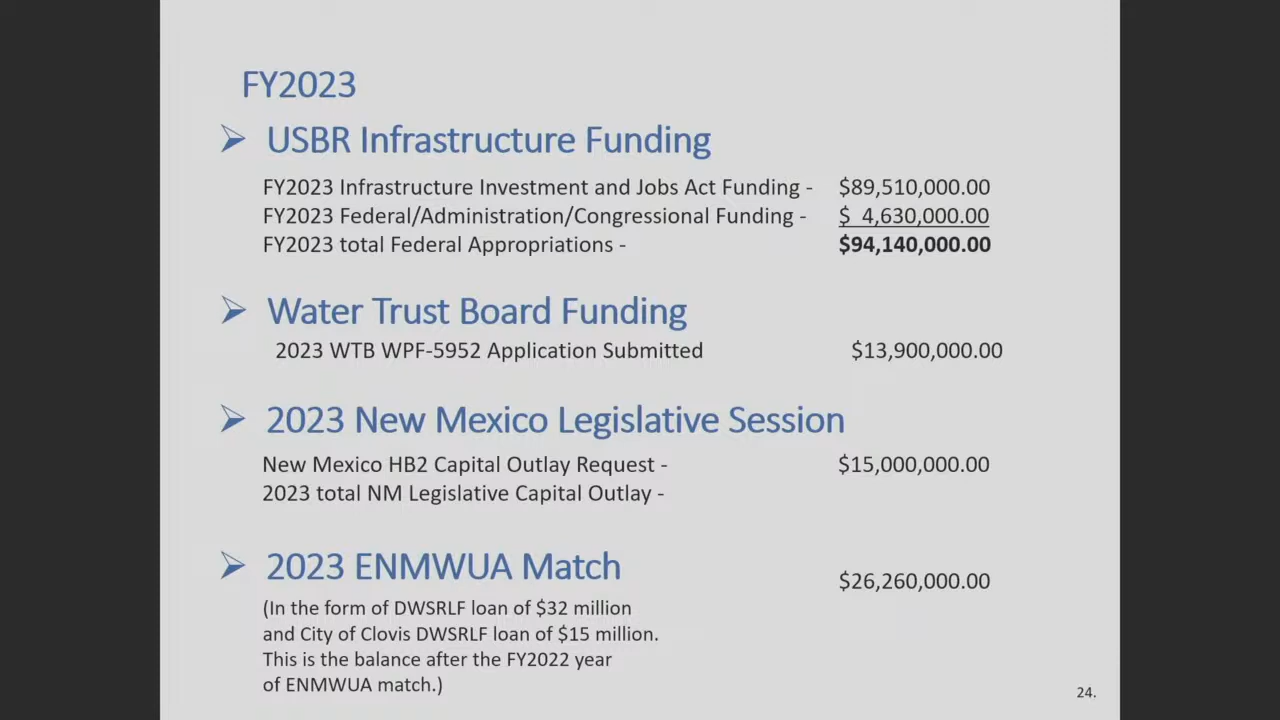 FY2023
USBR Infrastructure Funding
FY2023 Infrastructure Investment and Jobs Act Funding - $89,510,000.00
FY2023 Federal/Administration/Congressional Funding - $ 4,630,000.00
FY2023 total Federal Appropriations - $94,140,000.00
Water Trust Board Funding
2023 WTB WPF-5952 Application Submitted $13,900,000.00
2023 New Mexico Legislative Session
New Mexico HB2 Capital Outlay Request - $15,000,000.00
2023 total NM Legislative Capital Outlay -
2023 ENMWUA Match $26,260,000.00
(In the form of DWSRLF loan of $32 million
and City of Clovis DWSRLF loan of $15 million.
This is the balance after the FY2022 year
of ENMWUA match.)
24.